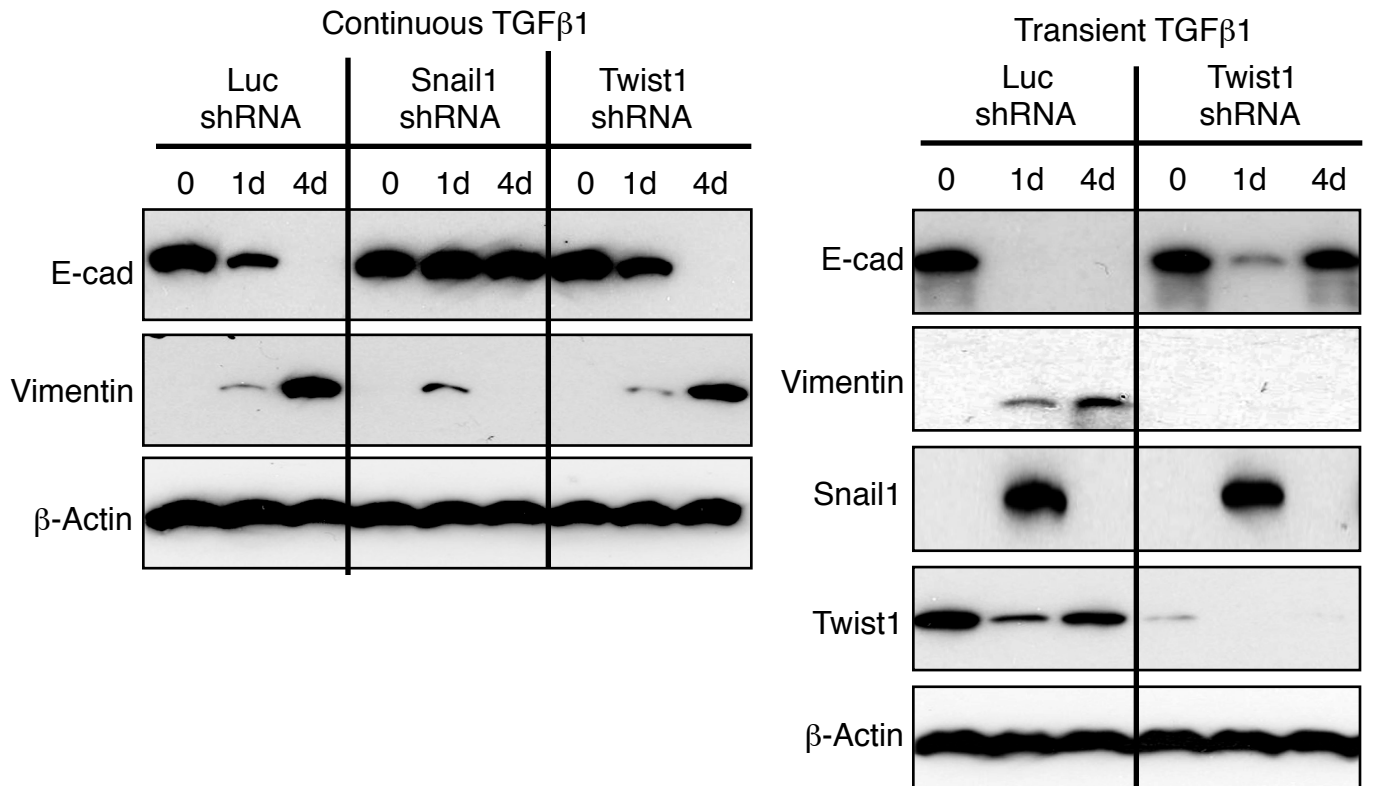 Continuous TGFβ1
Luc shRNA
Snail1 shRNA
Twist1 shRNA
0 1d 4d 0 1d 4d 0 1d 4d
E-cad
Vimentin
β-Actin
Transient TGFβ1
Luc shRNA
Twist1 shRNA
0 1d 4d 0 1d 4d
E-cad
Vimentin
Snail1
Twist1
β-Actin